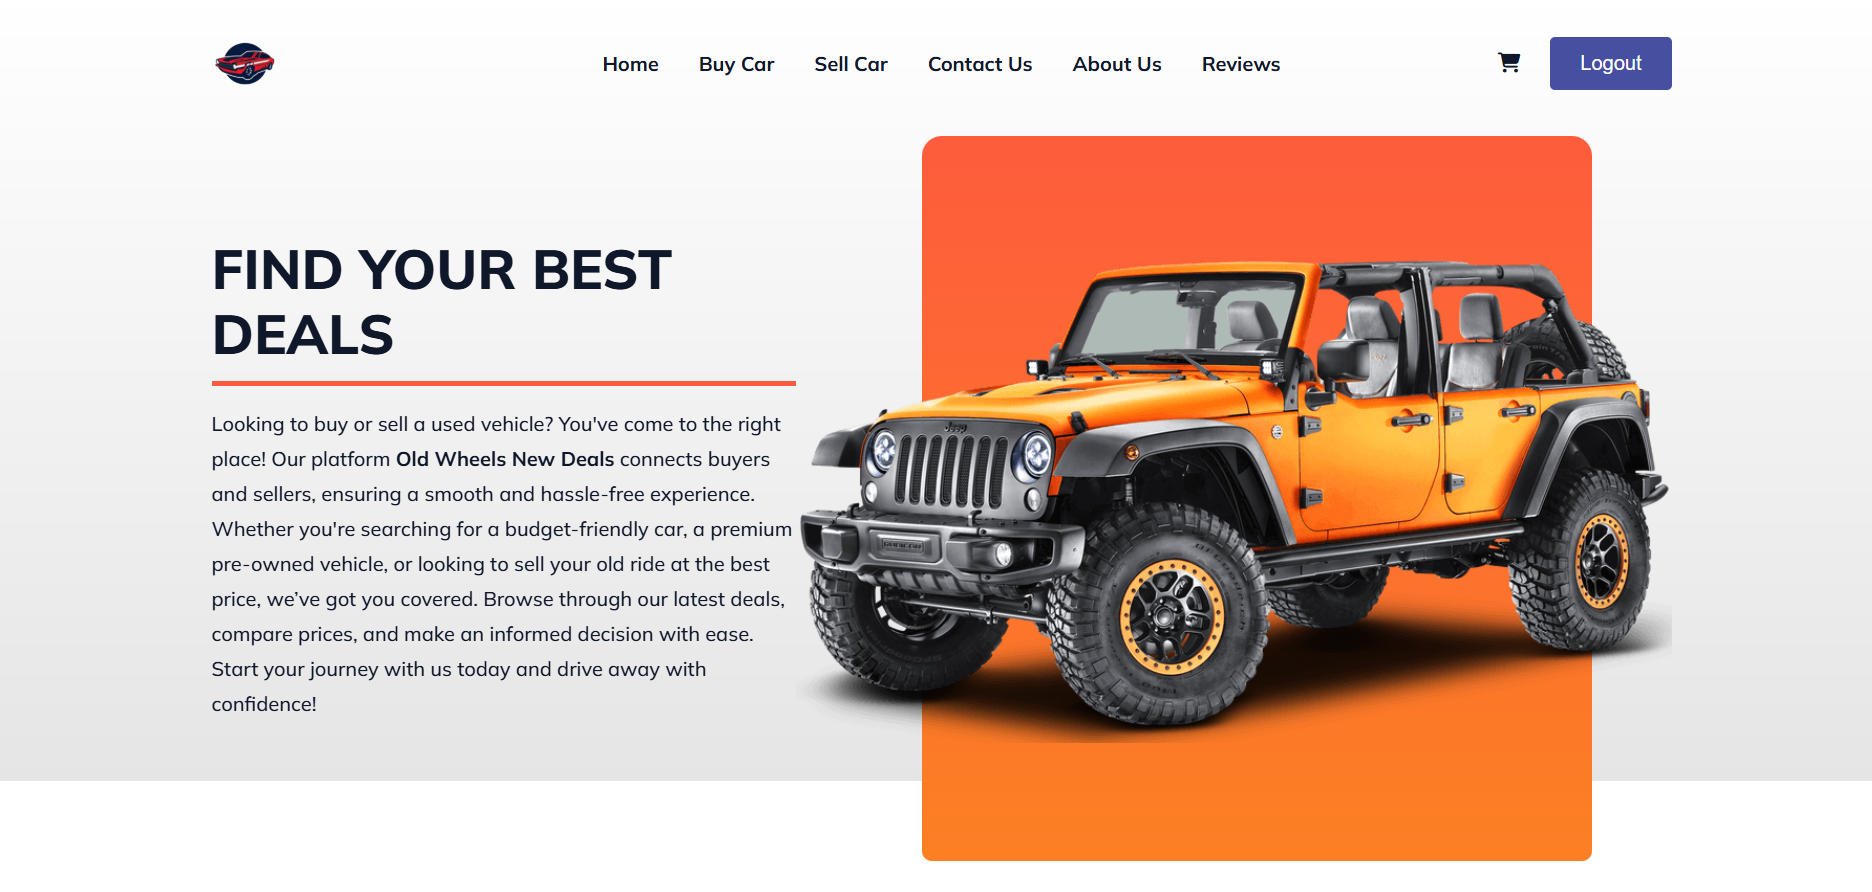 Home Buy Car Sell Car Contact Us About Us Reviews Logout
FIND YOUR BEST
DEALS
Looking to buy or sell a used vehicle? You've come to the right
place! Our platform Old Wheels New Deals connects buyers
and sellers, ensuring a smooth and hassle-free experience.
Whether you're searching for a budget-friendly car, a premium
pre-owned vehicle, or looking to sell your old ride at the best
price, we’ve got you covered. Browse through our latest deals,
compare prices, and make an informed decision with ease.
Start your journey with us today and drive away with
confidence!
Jeep